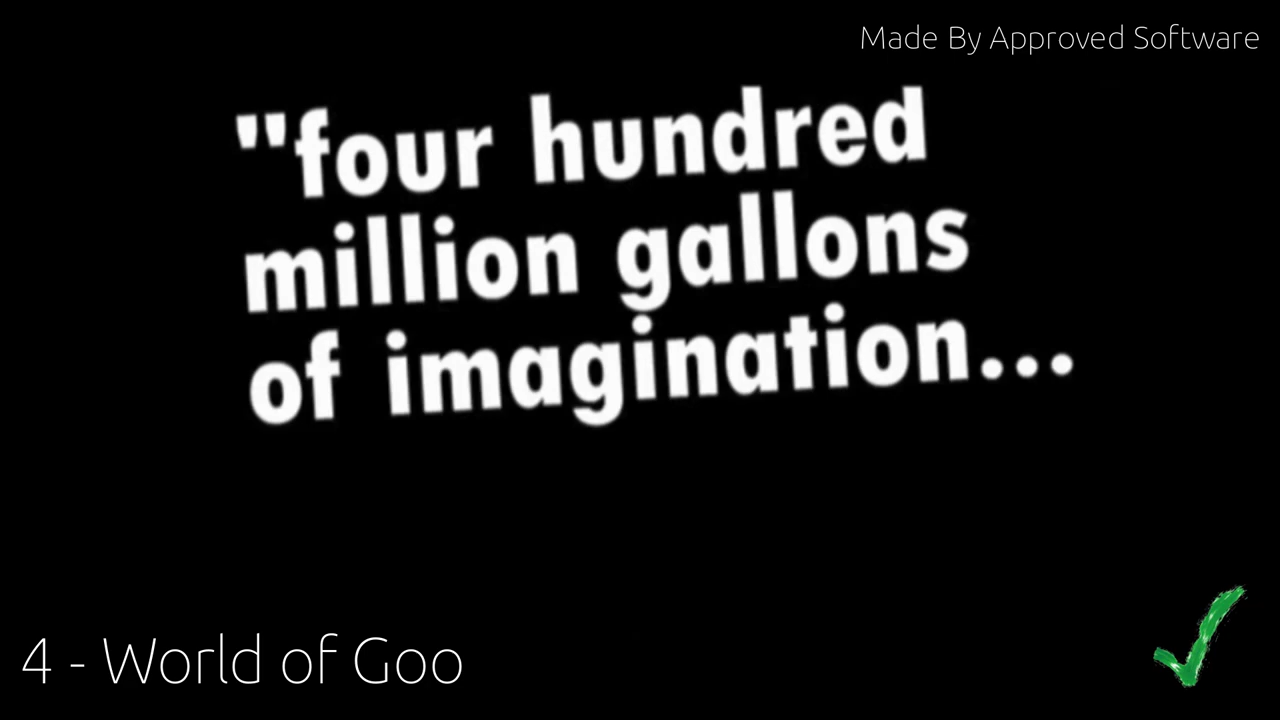 Made By Approved Software
"four hundred
million gallons
of imagination...
4 - World of Goo